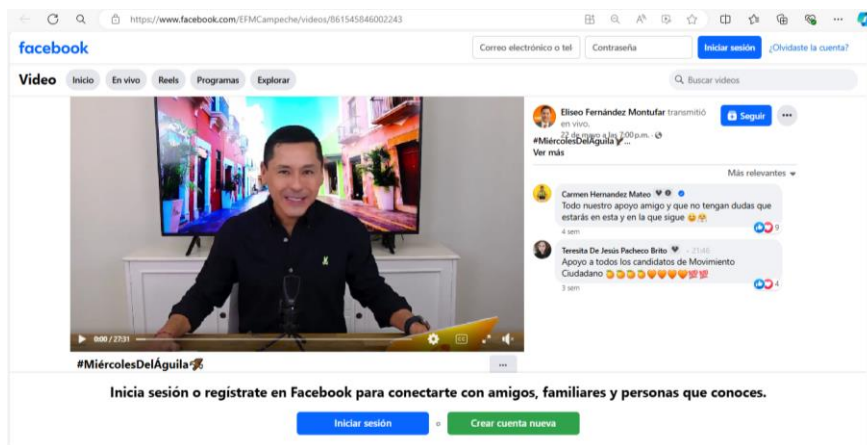 https://www.facebook.com/EFMCampeche/videos/861545846002243
facebook
Correo electrónico o tel
Contraseña
Iniciar sesión
¿Olvidaste la cuenta?
Video
Inicio
En vivo
Reels
Programas
Explorar
Buscar videos
Eliseo Fernández Montufar transmitió
en vivo.
22 de mayo a las 7:00 p.m.
Seguir
#MiércolesDelÁguila🦅...
Ver más
Más relevantes
Carmen Hernandez Mateo
Todo nuestro apoyo amigo y que no tengan dudas que
estarás en esta y en la que sigue
4 sem
9
Teresita De Jesús Pacheco Brito · 21:48
Apoyo a todos los candidatos de Movimiento
Ciudadano 🍊🍊🍊🍊🧡🧡🧡🧡💯💯
3 sem
4
0:00 / 27:31
#MiércolesDelÁguila🦅
Inicia sesión o regístrate en Facebook para conectarte con amigos, familiares y personas que conoces.
Iniciar sesión
o
Crear cuenta nueva